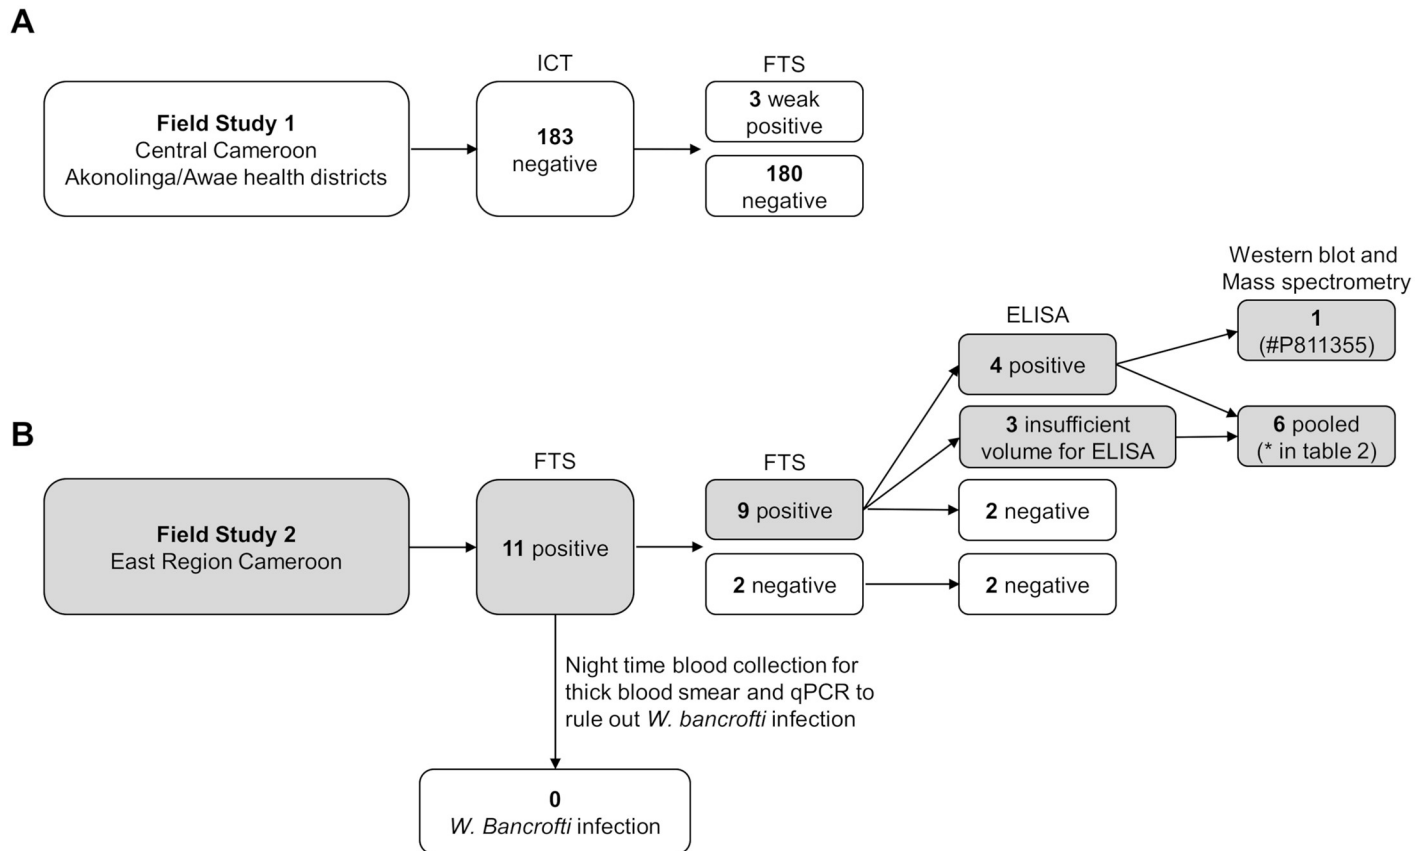 A
ICT
FTS
Field Study 1
Central Cameroon
Akonolinga/Awae health districts
183
negative
3 weak
positive
180
negative
Western blot and
Mass spectrometry
ELISA
1
(#P811355)
4 positive
B
3 insufficient
volume for ELISA
6 pooled
(* in table 2)
FTS
FTS
Field Study 2
East Region Cameroon
11 positive
9 positive
2 negative
2 negative
2 negative
Night time blood collection for
thick blood smear and qPCR to
rule out W. bancrofti infection
0
W. Bancrofti infection